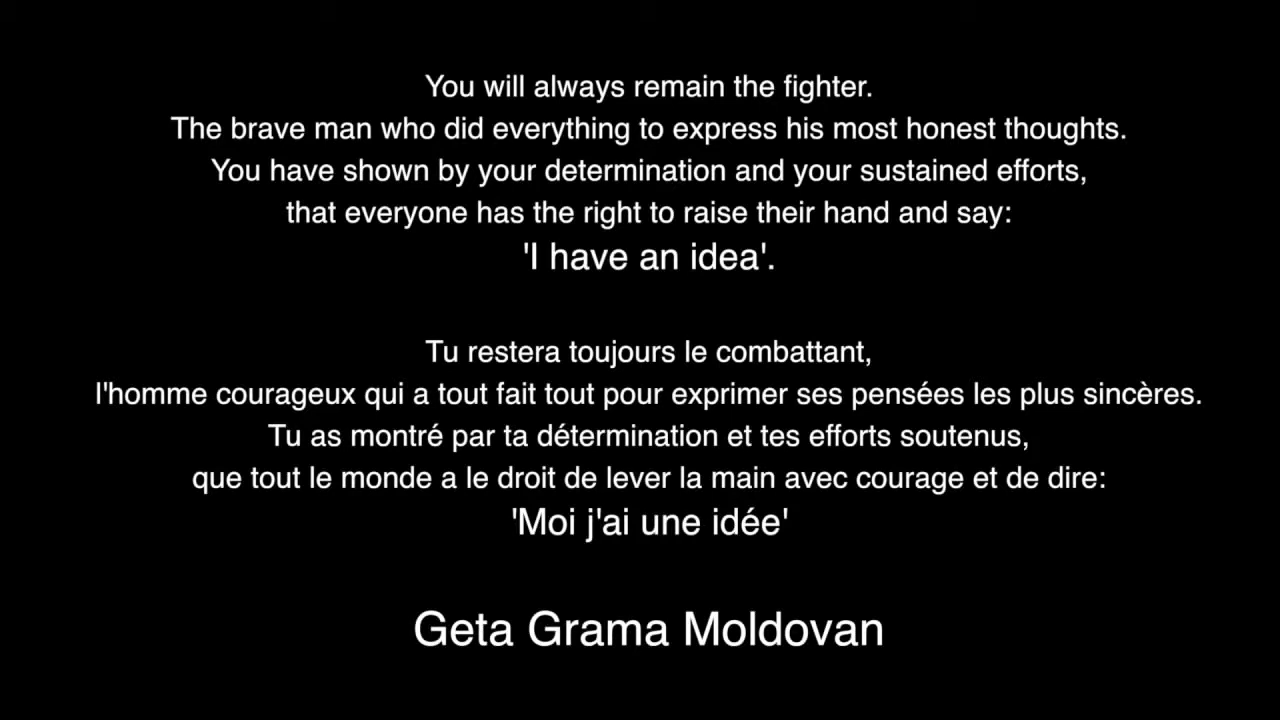 You will always remain the fighter.
The brave man who did everything to express his most honest thoughts.
You have shown by your determination and your sustained efforts,
that everyone has the right to raise their hand and say:
'I have an idea'.
Tu restera toujours le combattant,
l'homme courageux qui a tout fait tout pour exprimer ses pensées les plus sincères.
Tu as montré par ta détermination et tes efforts soutenus,
que tout le monde a le droit de lever la main avec courage et de dire:
'Moi j'ai une idée'
Geta Grama Moldovan